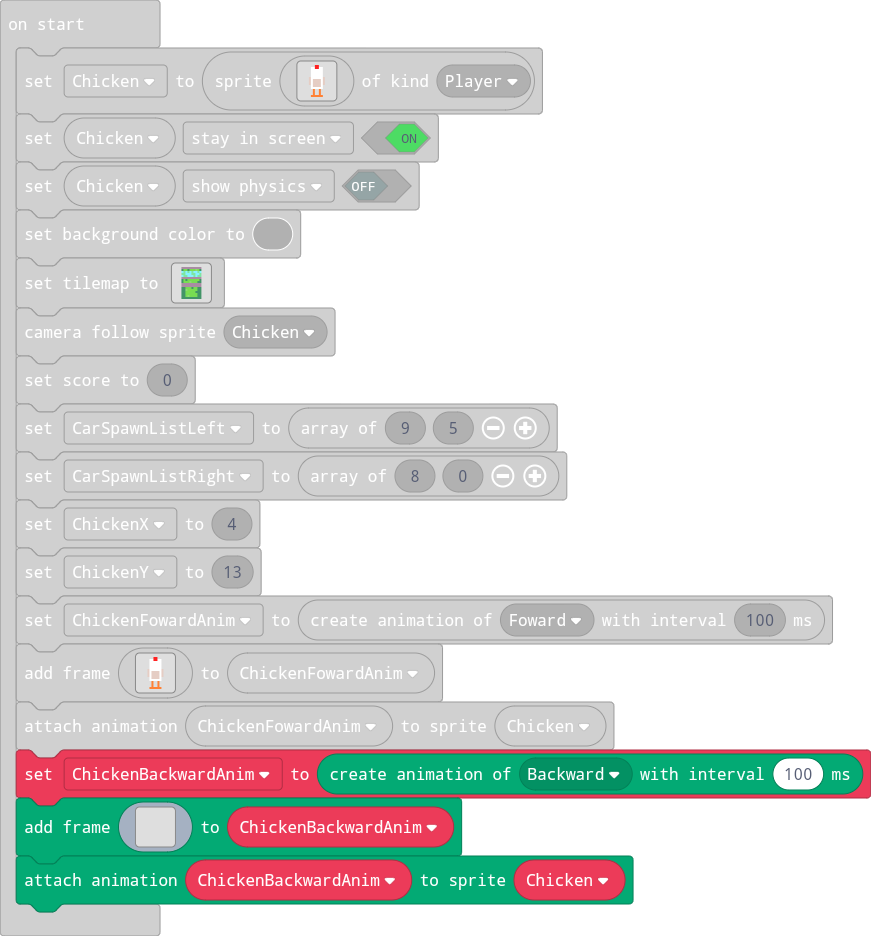 on start
set Chicken to sprite of kind Player
set Chicken stay in screen ON
set Chicken show physics OFF
set background color to
set tilemap to
camera follow sprite Chicken
set score to 0
set CarSpawnListLeft to array of 9 5
set CarSpawnListRight to array of 8 0
set ChickenX to 4
set ChickenY to 13
set ChickenFowardAnim to create animation of Foward with interval 100 ms
add frame to ChickenFowardAnim
attach animation ChickenFowardAnim to sprite Chicken
set ChickenBackwardAnim to create animation of Backward with interval 100 ms
add frame to ChickenBackwardAnim
attach animation ChickenBackwardAnim to sprite Chicken